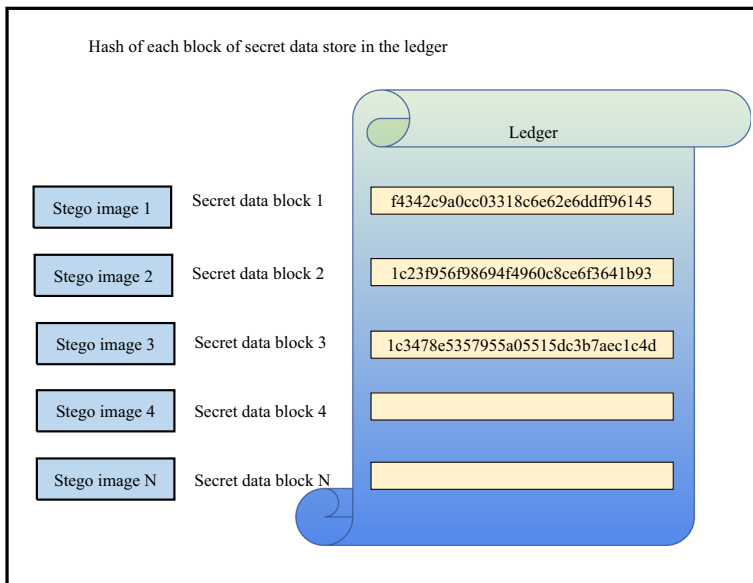 Hash of each block of secret data store in the ledger
Ledger
Stego image 1 Secret data block 1 f4342c9a0cc03318c6e62e6ddff96145
Stego image 2 Secret data block 2 1c23f956f98694f4960c8ce6f3641b93
Stego image 3 Secret data block 3 1c3478e5357955a05515dc3b7aec1c4d
Stego image 4 Secret data block 4
Stego image N Secret data block N